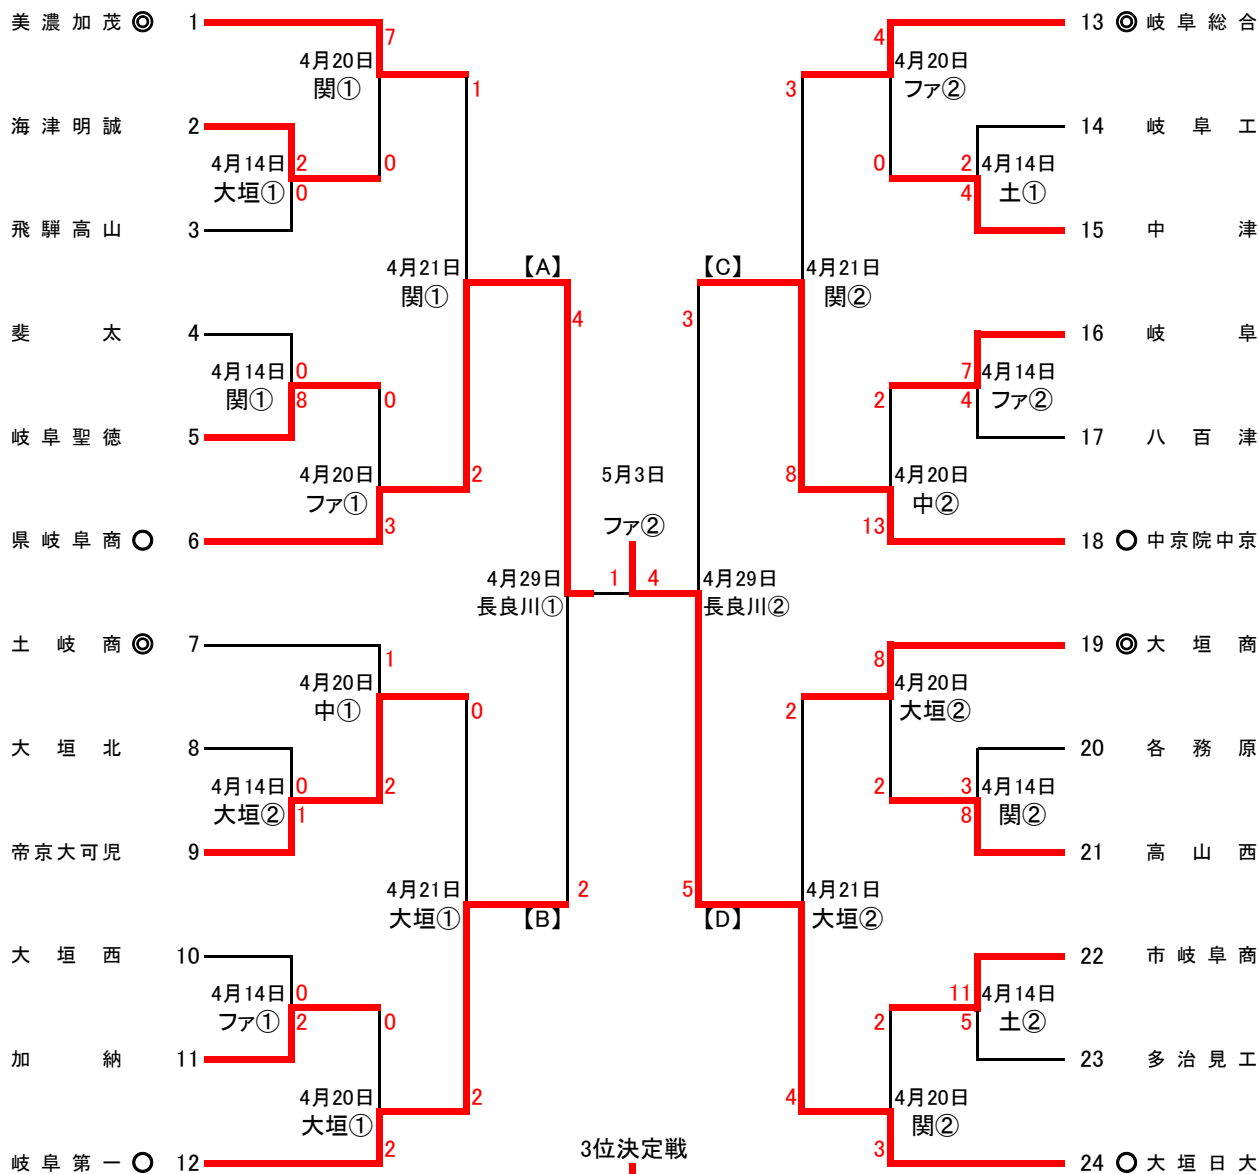 美濃加茂 ◎ 1
7
4月20日
関①
1
海津明誠 2
4月14日 2
大垣① 0
0
飛騨高山 3
4月21日
関①
【A】
4
斐太 4
4月14日 0
関① 8
0
岐阜聖徳 5
4月20日
ファ①
2
3
県岐阜商 ○ 6
4月29日
長良川①
土岐商 ◎ 7
1
4月20日
中①
0
大垣北 8
4月14日 0
大垣② 1
2
帝京大可児 9
4月21日
大垣①
【B】
2
大垣西 10
4月14日 0
ファ① 2
0
加納 11
4月20日
大垣①
2
2
岐阜第一 ○ 12
5月3日
ファ②
1 4
3位決定戦
13 ◎ 岐阜総合
4
4月20日
ファ②
3
14 岐阜工
2 4月14日
4 土①
0
15 中津
【C】
4月21日
関②
3
16 岐阜
7 4月14日
4 ファ②
2
17 八百津
8
4月20日
中②
13
18 ○ 中京院中京
4月29日
長良川②
19 ◎ 大垣商
8
4月20日
大垣②
2
20 各務原
3 4月14日
8 関②
2
21 高山西
5
【D】
4月21日
大垣②
22 市岐阜商
11 4月14日
5 土②
2
23 多治見工
4
4月20日
関②
3
24 ○ 大垣日大